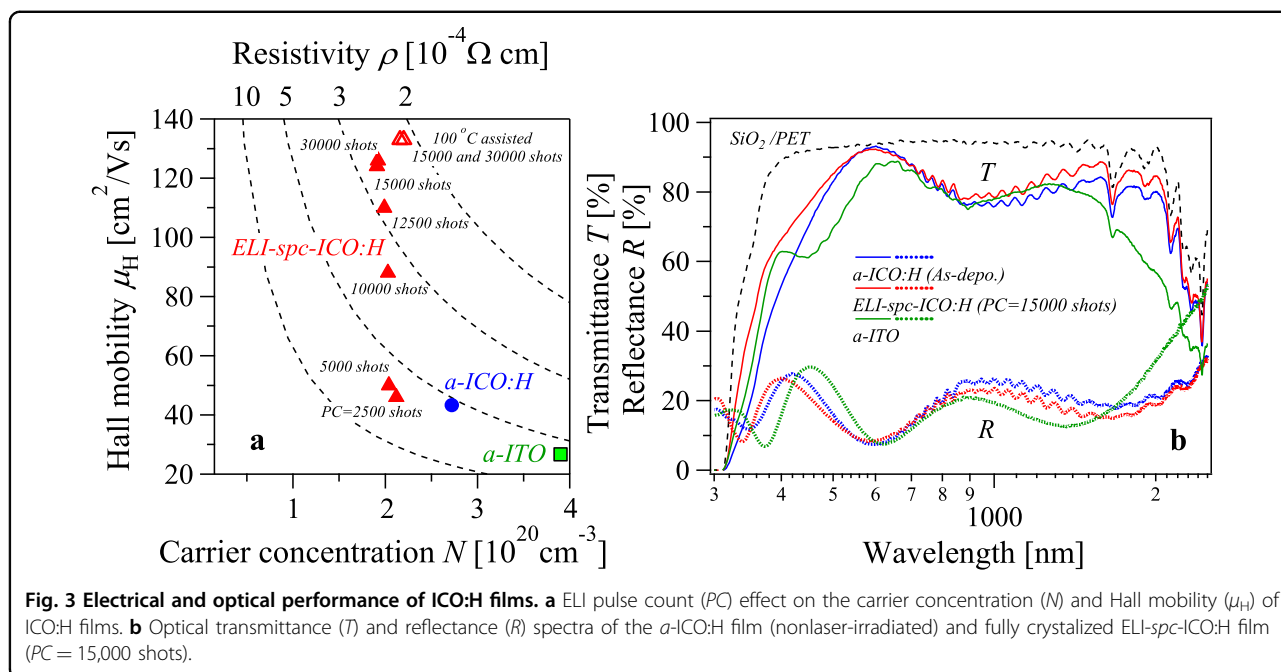 Resistivity ρ [10⁻⁴Ω cm]
10 5 3 2
Hall mobility μH [cm²/Vs]
140
120
100
80
60
40
20
30000 shots
100 °C assisted
15000 and 30000 shots
15000 shots
12500 shots
ELI-spc-ICO:H
10000 shots
5000 shots
a-ICO:H
PC=2500 shots
a
a-ITO
1 2 3 4
Carrier concentration N [10²⁰ cm⁻³]
Transmittance T [%]
Reflectance R [%]
100
80
60
40
20
0
SiO₂ /PET
T
a-ICO:H (As-depo.)
ELI-spc-ICO:H (PC=15000 shots)
a-ITO
R
b
3 4 5 6 7 8 9 2
1000
Wavelength [nm]
Fig. 3 Electrical and optical performance of ICO:H films. a ELI pulse count (PC) effect on the carrier concentration (N) and Hall mobility (μH) of
ICO:H films. b Optical transmittance (T) and reflectance (R) spectra of the a-ICO:H film (nonlaser-irradiated) and fully crystalized ELI-spc-ICO:H film
(PC = 15,000 shots).